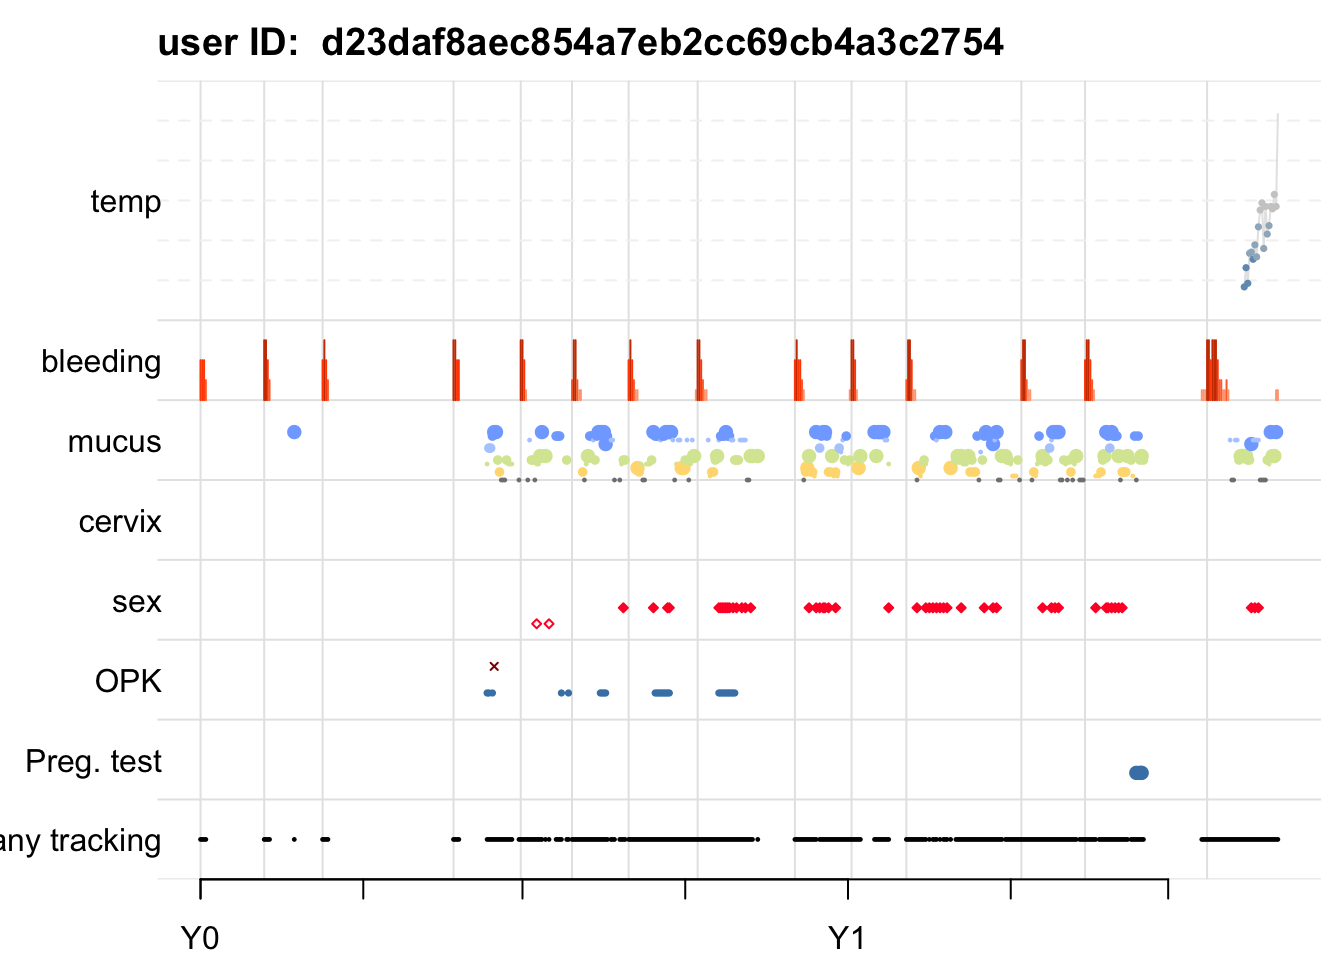 user ID:  d23daf8aec854a7eb2cc69cb4a3c2754
temp
bleeding
mucus
cervix
sex
OPK
Preg. test
any tracking
Y0
Y1